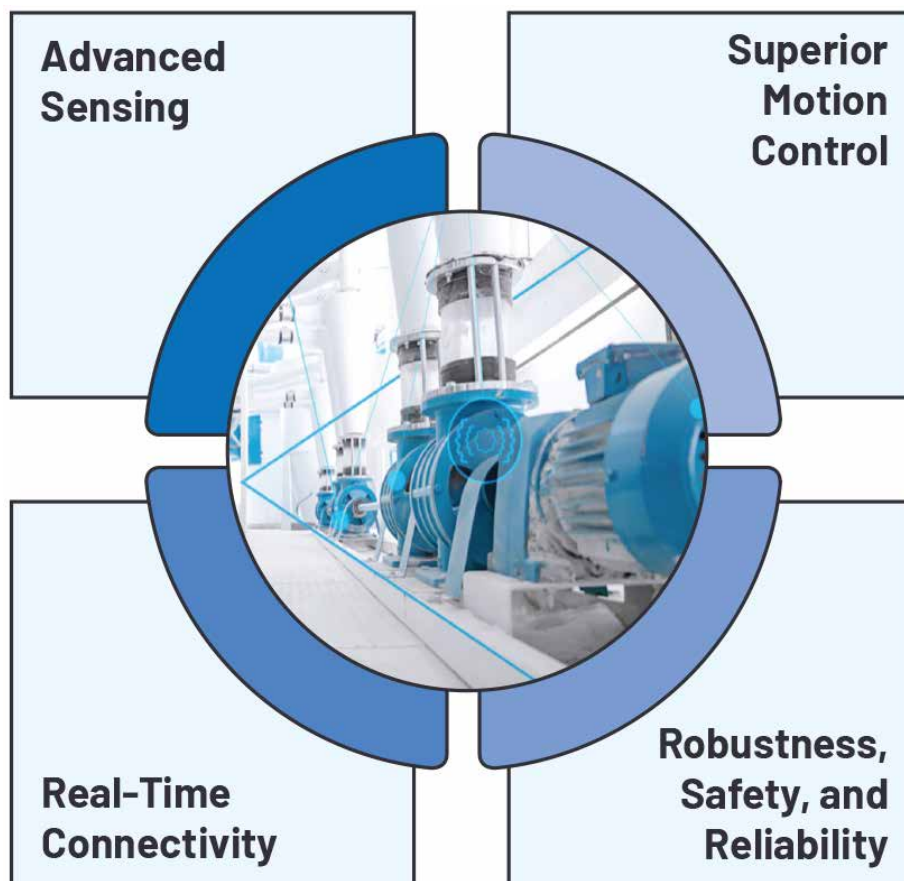 Advanced
Sensing
Superior
Motion
Control
Real-Time
Connectivity
Robustness,
Safety, and
Reliability